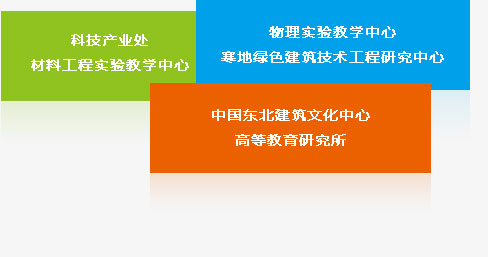 科技产业处
材料工程实验教学中心
物理实验教学中心
寒地绿色建筑技术工程研究中心
中国东北建筑文化中心
高等教育研究所